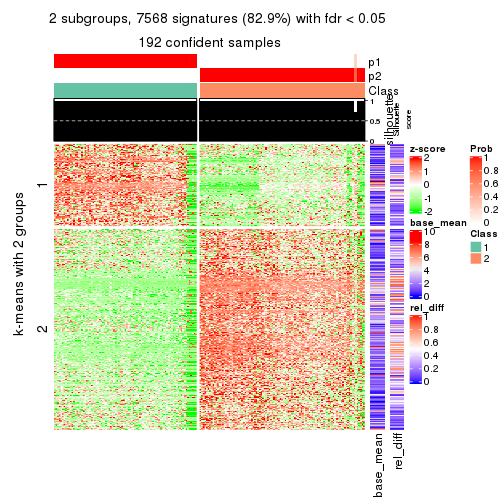 2 subgroups, 7568 signatures (82.9%) with fdr < 0.05
192 confident samples
p1
p2
Class
silhouette
Silhouette
score
1
0.5
0
k-means with 2 groups
1
2
base_mean
rel_diff
z-score
2
1
0
-1
-2
base_mean
10
8
6
4
2
0
rel_diff
1
0.8
0.6
0.4
0.2
0
Prob
1
0.8
0.6
0.4
0.2
0
Class
1
2